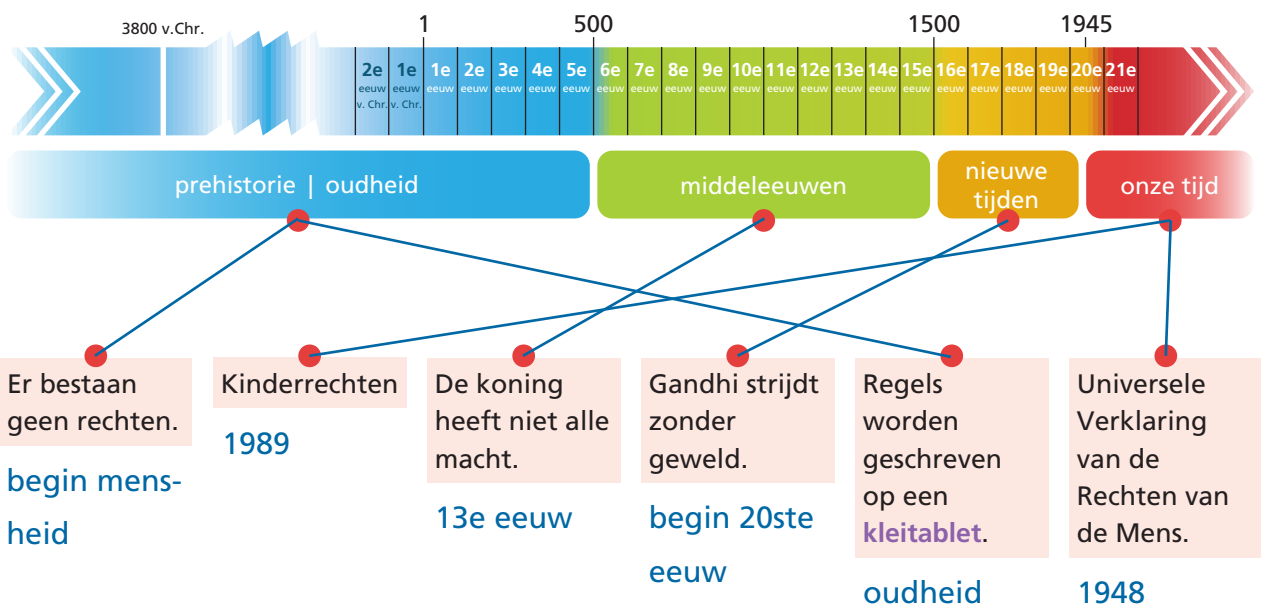 3800 v.Chr.
1
500
1500
1945
2e
eeuw
v. Chr.
1e
eeuw
v. Chr.
1e
eeuw
2e
eeuw
3e
eeuw
4e
eeuw
5e
eeuw
6e
eeuw
7e
eeuw
8e
eeuw
9e
eeuw
10e
eeuw
11e
eeuw
12e
eeuw
13e
eeuw
14e
eeuw
15e
eeuw
16e
eeuw
17e
eeuw
18e
eeuw
19e
eeuw
20e
eeuw
21e
eeuw
prehistorie | oudheid
middeleeuwen
nieuwe
tijden
onze tijd
Er bestaan
geen rechten.
begin mens-
heid
Kinderrechten
1989
De koning
heeft niet alle
macht.
13e eeuw
Gandhi strijdt
zonder
geweld.
begin 20ste
eeuw
Regels
worden
geschreven
op een
kleitablet.
oudheid
Universele
Verklaring
van de
Rechten van
de Mens.
1948